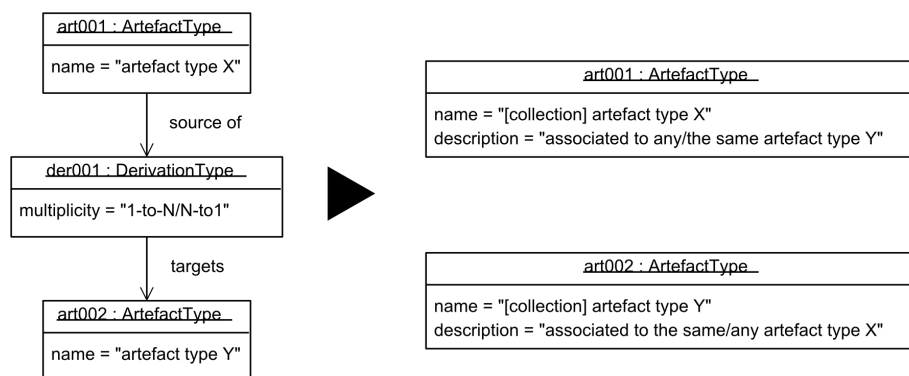 art001 : ArtefactType
name = "artefact type X"
source of
der001 : DerivationType
multiplicity = "1-to-N/N-to1"
targets
art002 : ArtefactType
name = "artefact type Y"
art001 : ArtefactType
name = "[collection] artefact type X"
description = "associated to any/the same artefact type Y"
art002 : ArtefactType
name = "[collection] artefact type Y"
description = "associated to the same/any artefact type X"